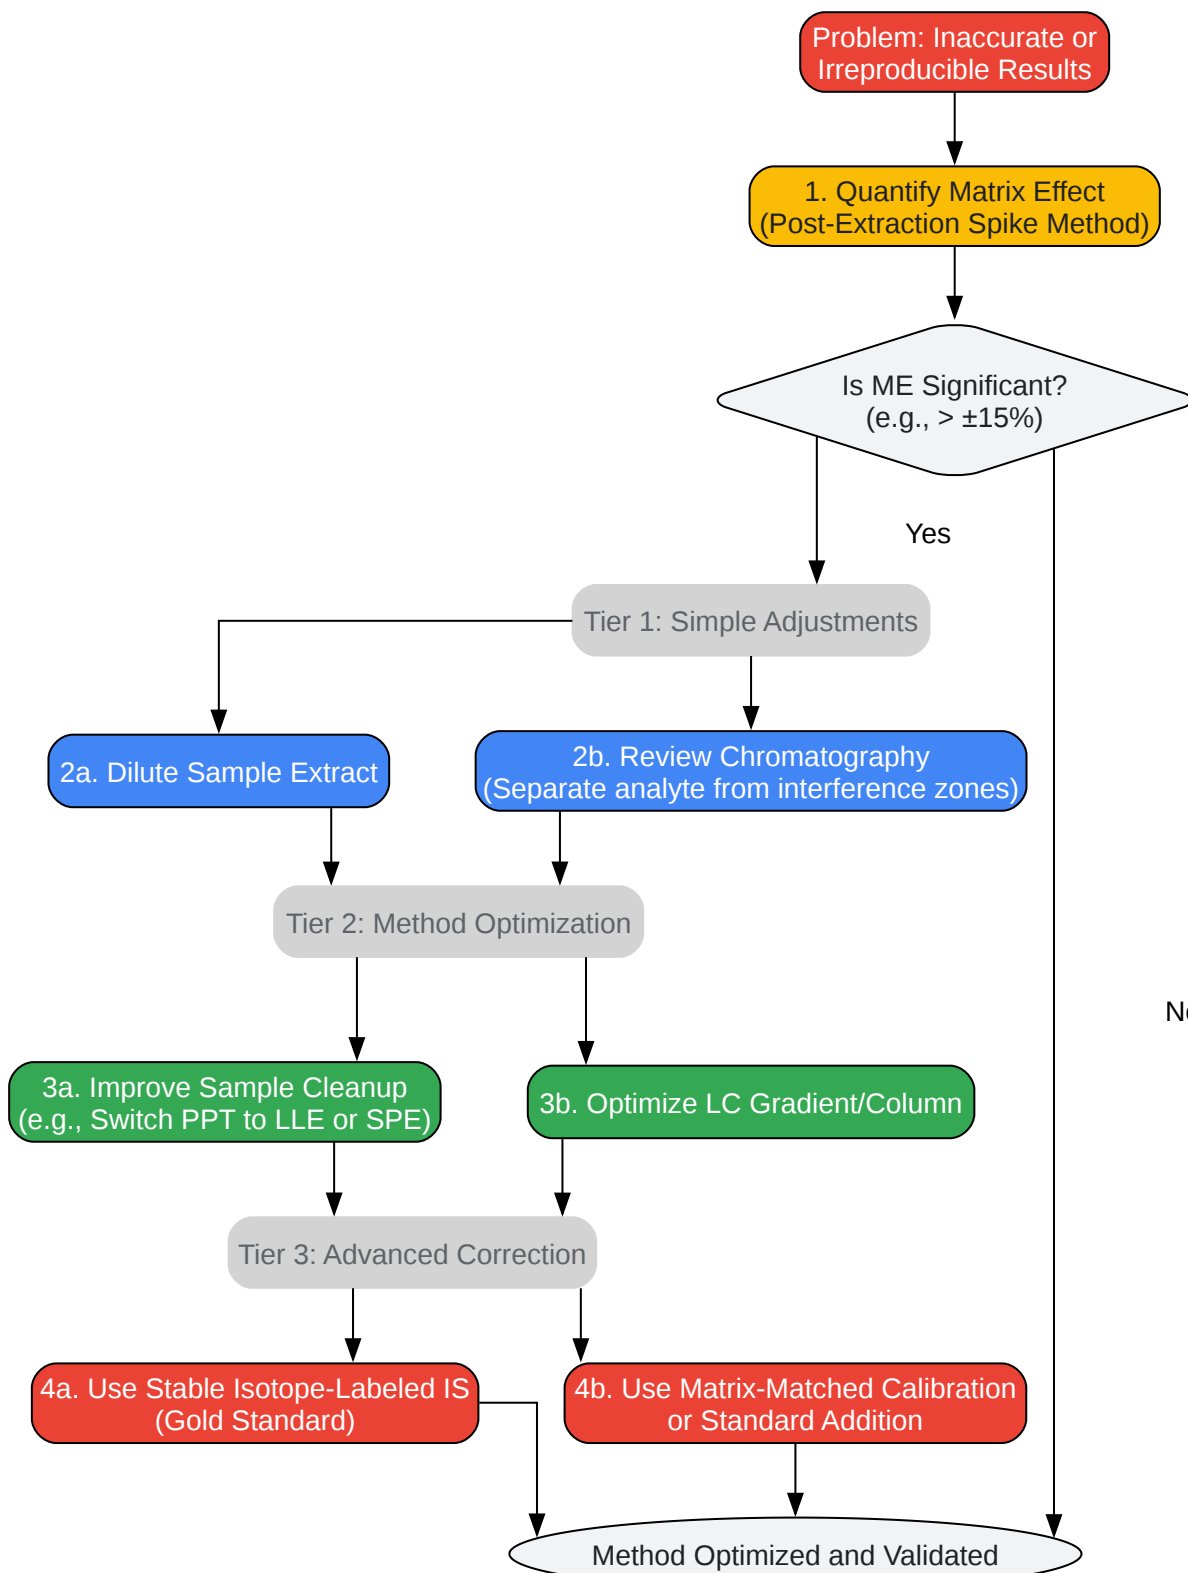 Problem: Inaccurate or
Irreproducible Results
1. Quantify Matrix Effect
(Post-Extraction Spike Method)
Is ME Significant?
(e.g., > ±15%)
Yes
Tier 1: Simple Adjustments
2a. Dilute Sample Extract
2b. Review Chromatography
(Separate analyte from interference zones)
Tier 2: Method Optimization
No
3a. Improve Sample Cleanup
(e.g., Switch PPT to LLE or SPE)
3b. Optimize LC Gradient/Column
Tier 3: Advanced Correction
4a. Use Stable Isotope-Labeled IS
(Gold Standard)
4b. Use Matrix-Matched Calibration
or Standard Addition
Method Optimized and Validated